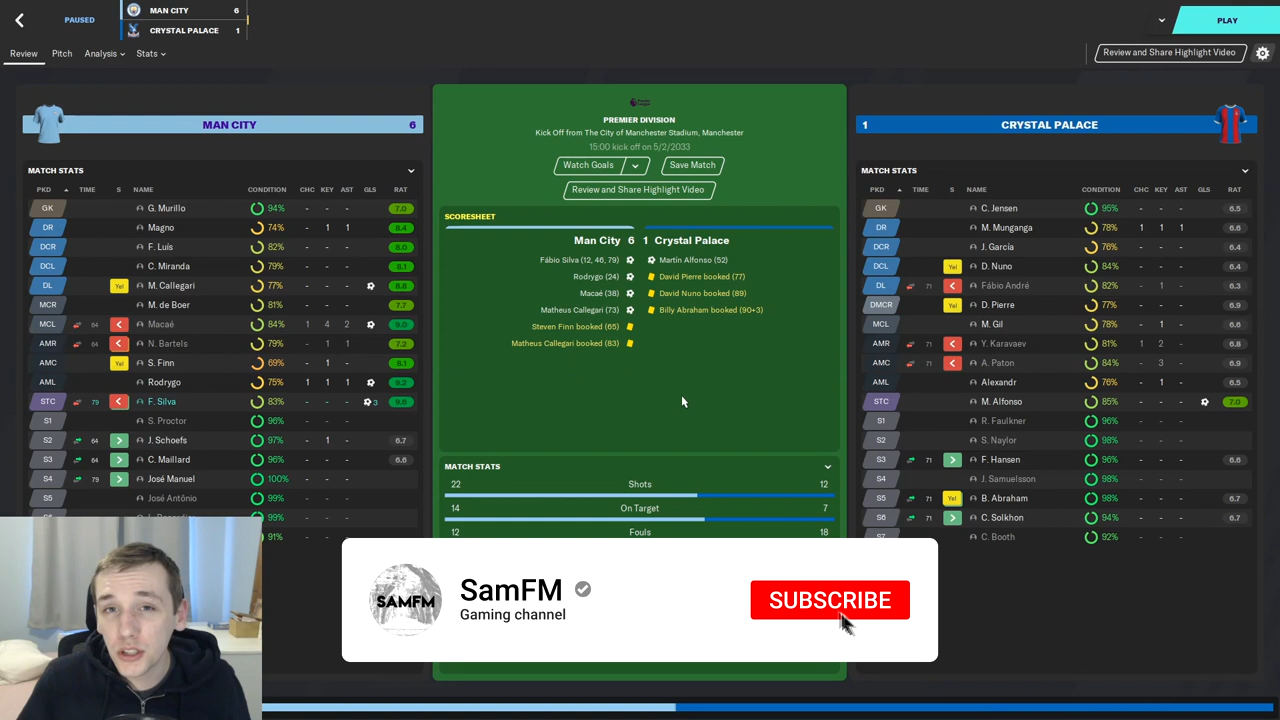 PAUSED
MAN CITY 6
CRYSTAL PALACE 1
PLAY
Review Pitch Analysis Stats
Review and Share Highlight Video
MAN CITY 6
MATCH STATS
PKD TIME S NAME CONDITION CHC KEY AST GLS RAT
GK G. Murillo 94% - - - 7.0
DR Magno 74% - 1 1 8.4
DCR F. Luís 82% - - - 8.0
DCL C. Miranda 79% - - - 8.1
DL Yel M. Callegari 77% - - - 8.8
MCR M. de Boer 81% - - - 7.7
MCL 64 Macaé 84% 1 4 2 9.0
AMR 64 N. Bartels 79% - 1 1 7.2
AMC Yel S. Finn 69% - 1 - 8.1
AML Rodrygo 75% 1 1 1 9.2
STC 79 F. Silva 83% - - - 3 9.8
S1 S. Proctor 96%
S2 64 J. Schoefs 97% - 1 - 6.7
S3 64 C. Maillard 96% - - - 6.6
S4 79 José Manuel 100% - - -
S5 José António 99%
99%
91%
Premier League
PREMIER DIVISION
Kick Off from The City of Manchester Stadium, Manchester
15:00 kick off on 5/2/2033
Watch Goals Save Match
Review and Share Highlight Video
SCORESHEET
Man City 6 1 Crystal Palace
Fábio Silva (12, 46, 79) Martín Alfonso (52)
Rodrygo (24) David Pierre booked (77)
Macaé (38) David Nuno booked (89)
Matheus Callegari (73) Billy Abraham booked (90+3)
Steven Finn booked (65)
Matheus Callegari booked (83)
MATCH STATS
22 Shots 12
14 On Target 7
12 Fouls 18
1 CRYSTAL PALACE
MATCH STATS
PKD TIME S NAME CONDITION CHC KEY AST GLS RAT
GK C. Jensen 95% - - - 6.5
DR M. Munganga 78% 1 1 1 6.6
DCR J. García 76% - - - 6.4
DCL Yel D. Nuno 84% - - - 6.4
DL 71 Fábio André 82% - - - 6.3
DMCR Yel D. Pierre 77% - - - 6.9
MCL M. Gil 78% - 1 - 6.6
AMR 71 Y. Karavaev 81% 1 2 - 6.8
AMC 71 A. Paton 84% - 3 - 6.9
AML Alexandr 76% - 1 - 6.5
STC M. Alfonso 85% - - - 7.0
S1 R. Faulkner 96%
S2 S. Naylor 98%
S3 71 F. Hansen 96% - - - 6.6
S4 J. Samuelsson 98%
S5 71 Yel B. Abraham 98% - - - 6.7
S6 71 C. Solkhon 94% - - - 6.7
S7 C. Booth 92%
SAMFM
SamFM
Gaming channel
SUBSCRIBE